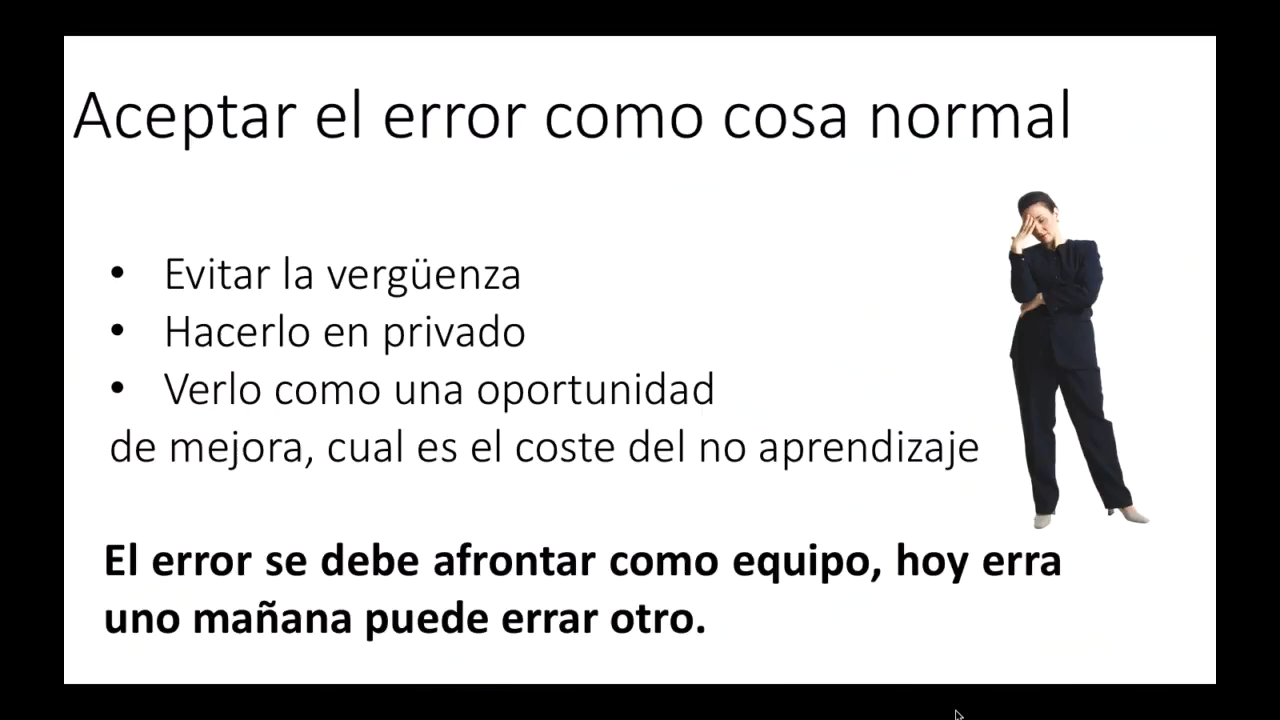 Aceptar el error como cosa normal
• Evitar la vergüenza
• Hacerlo en privado
• Verlo como una oportunidad
de mejora, cual es el coste del no aprendizaje
El error se debe afrontar como equipo, hoy erra
uno mañana puede errar otro.